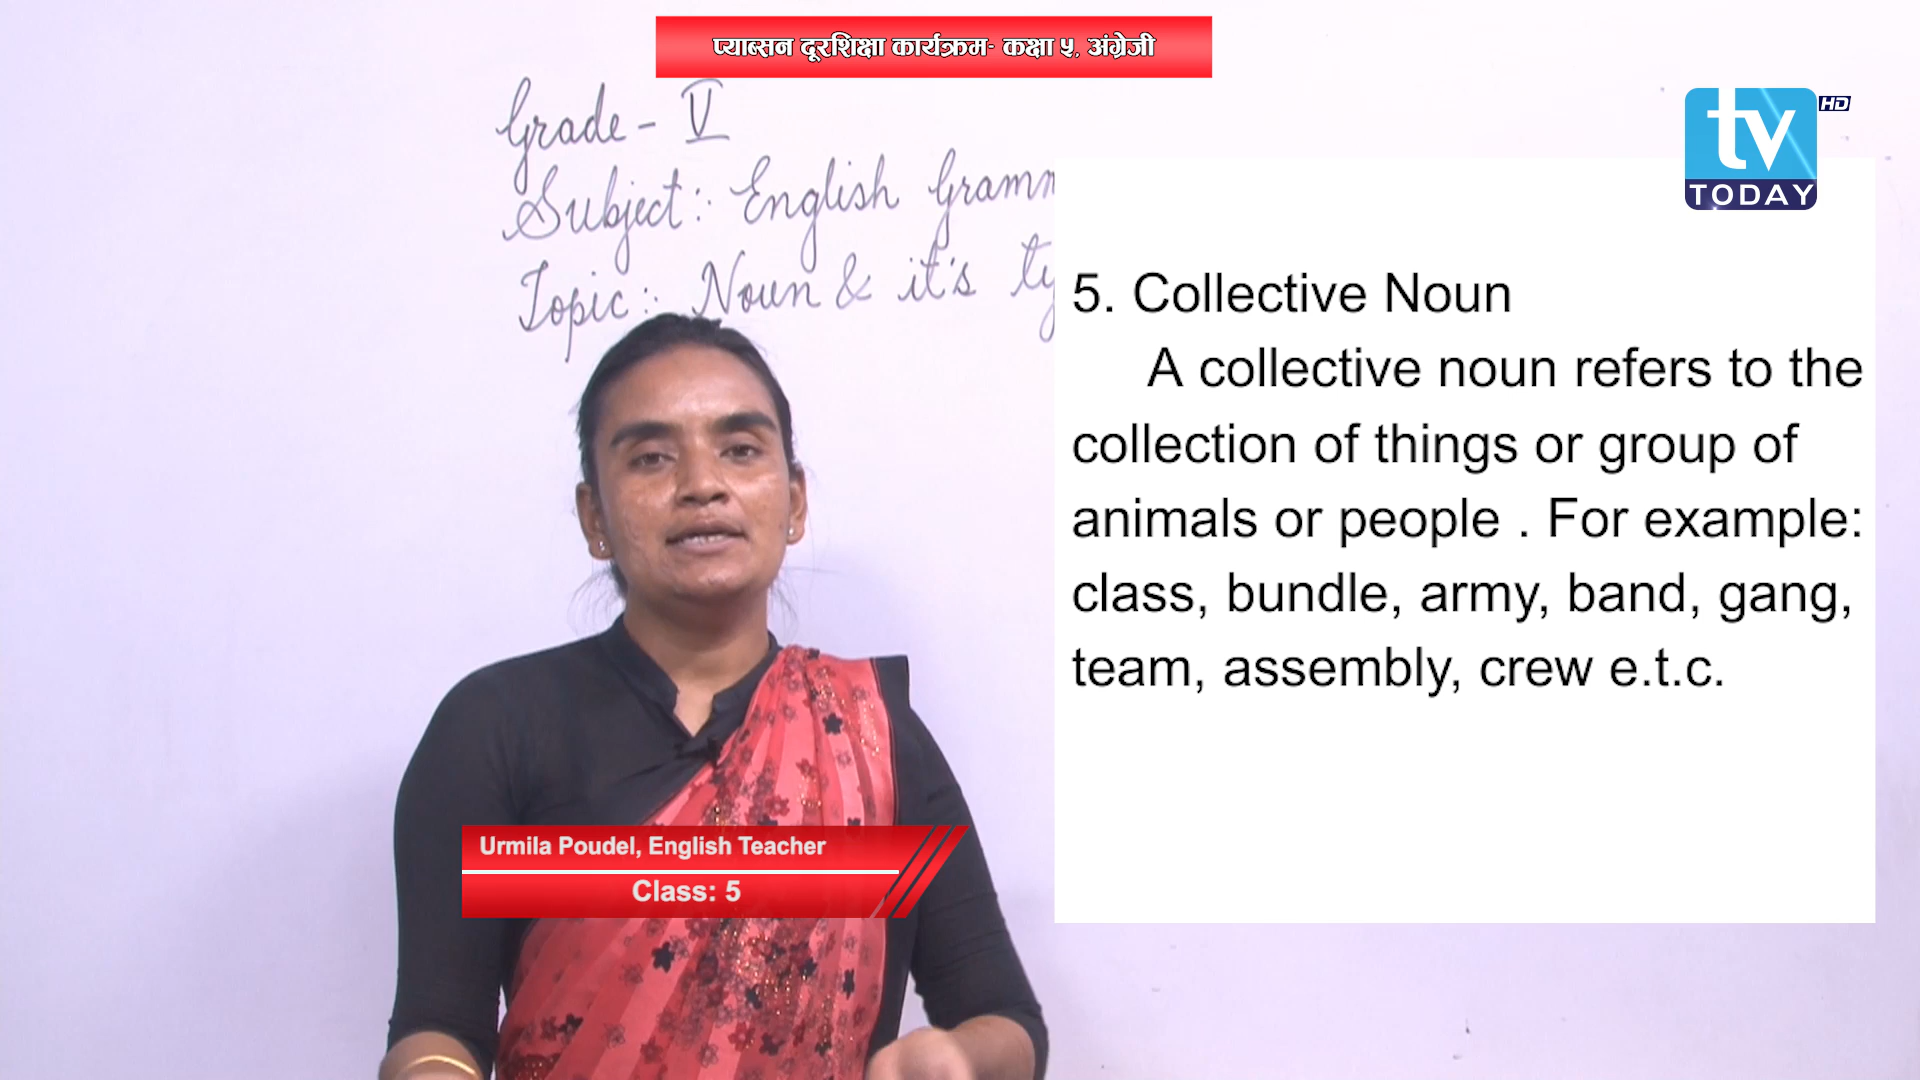 प्याब्सन दूरशिक्षा कार्यक्रम- कक्षा ५, अंग्रेजी
Grade - V
Subject: English Gramm
Topic: Noun & it's ty
tv HD
TODAY
5. Collective Noun
A collective noun refers to the
collection of things or group of
animals or people . For example:
class, bundle, army, band, gang,
team, assembly, crew e.t.c.
Urmila Poudel, English Teacher
Class: 5